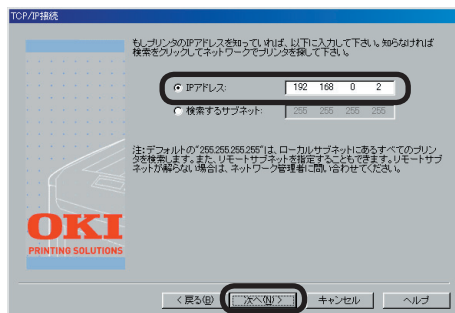 TCP/IP接続
もしプリンタのIPアドレスを知っていれば、以下に入力して下さい。知らなければ
検索をクリックしてネットワークでプリンタを探して下さい。
IPアドレス: 192 168 0 2
検索するサブネット: 255 255 255 255
注: デフォルトの"255.255.255.255"は、ローカルサブネットにあるすべてのプリン
タを検索します。また、リモートサブネットを指定することもできます。リモートサブ
ネットが解らない場合は、ネットワーク管理者に問い合わせてください。
OKI
PRINTING SOLUTIONS
< 戻る(B) 次へ(N) > キャンセル ヘルプ